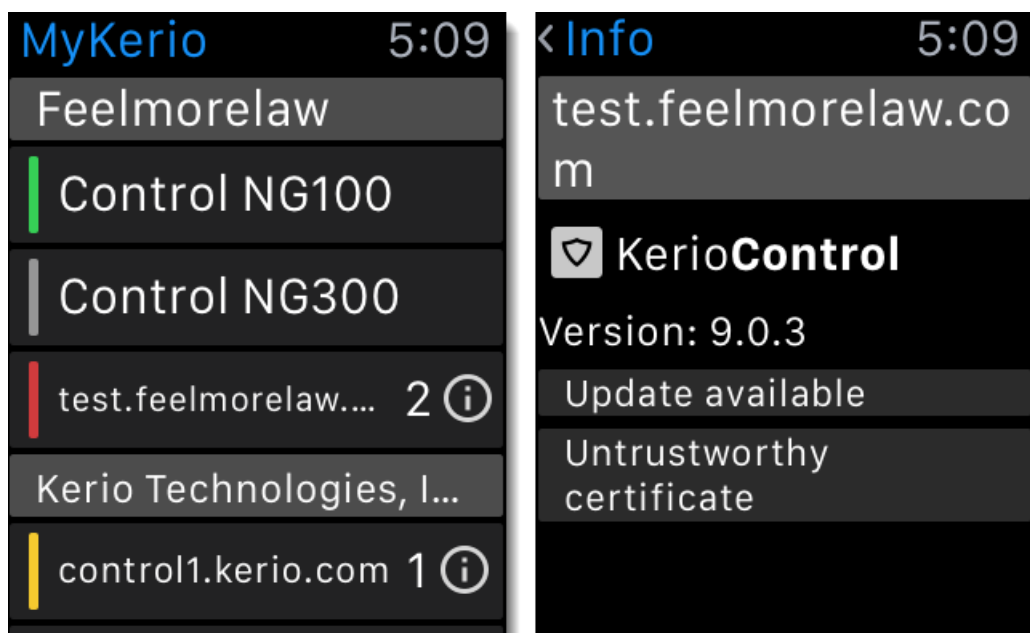 MyKerio 5:09
Feelmorelaw
Control NG100
Control NG300
test.feelmorelaw.... 2
Kerio Technologies, I...
control1.kerio.com 1
< Info 5:09
test.feelmorelaw.co
m
KerioControl
Version: 9.0.3
Update available
Untrustworthy
certificate